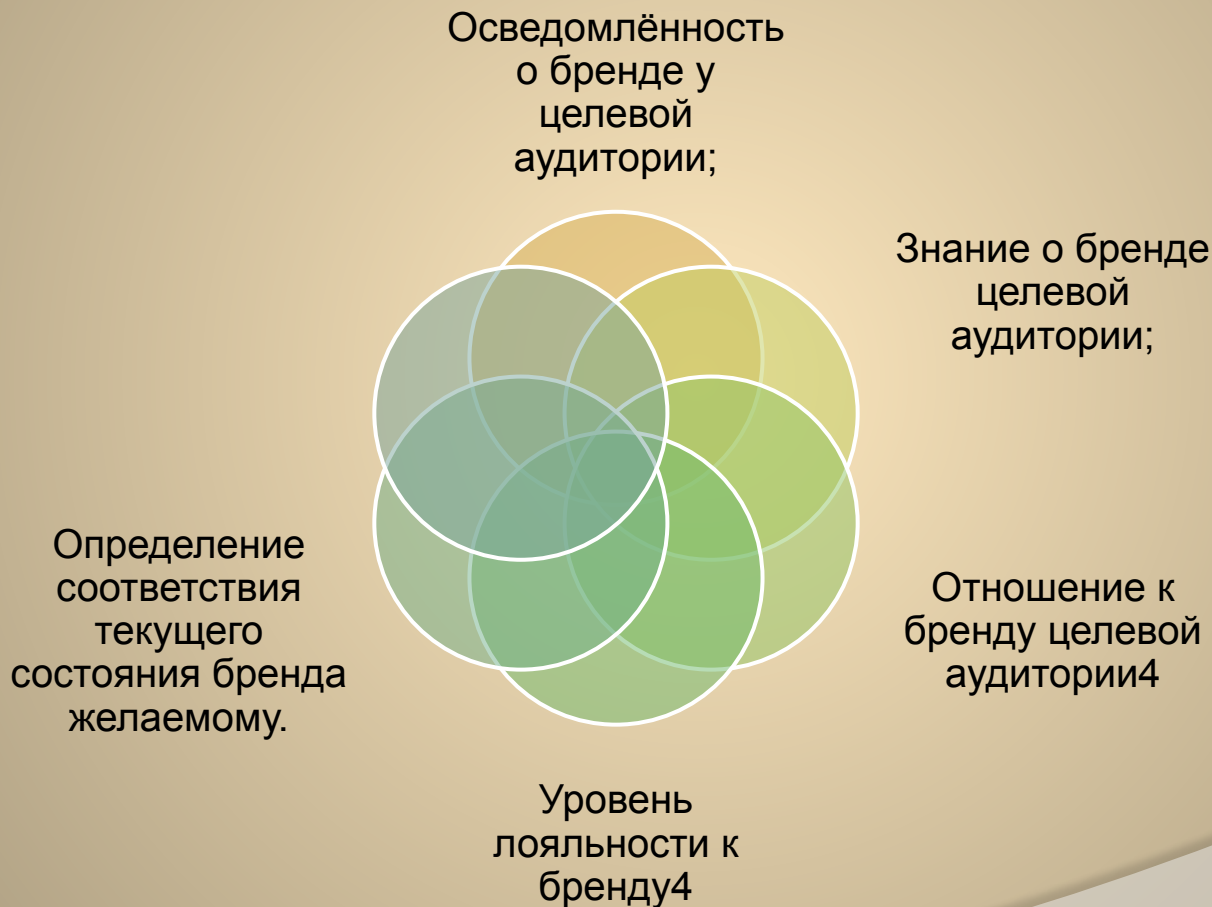 Осведомлённость
о бренде у
целевой
аудитории;
Знание о бренде
целевой
аудитории;
Отношение к
бренду целевой
аудитории4
Уровень
лояльности к
бренду4
Определение
соответствия
текущего
состояния бренда
желаемому.